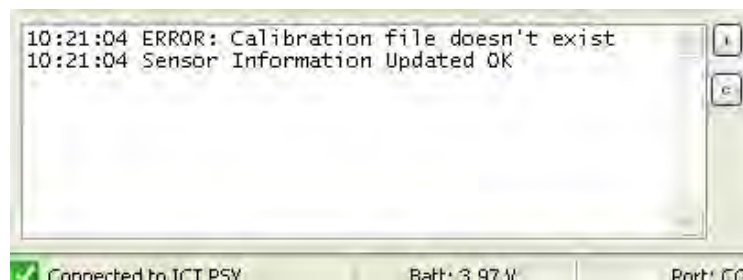 10:21:04 ERROR: Calibration file doesn't exist
10:21:04 Sensor Information Updated OK
Connected to ICT PSY Batt: 3.97 V Port: